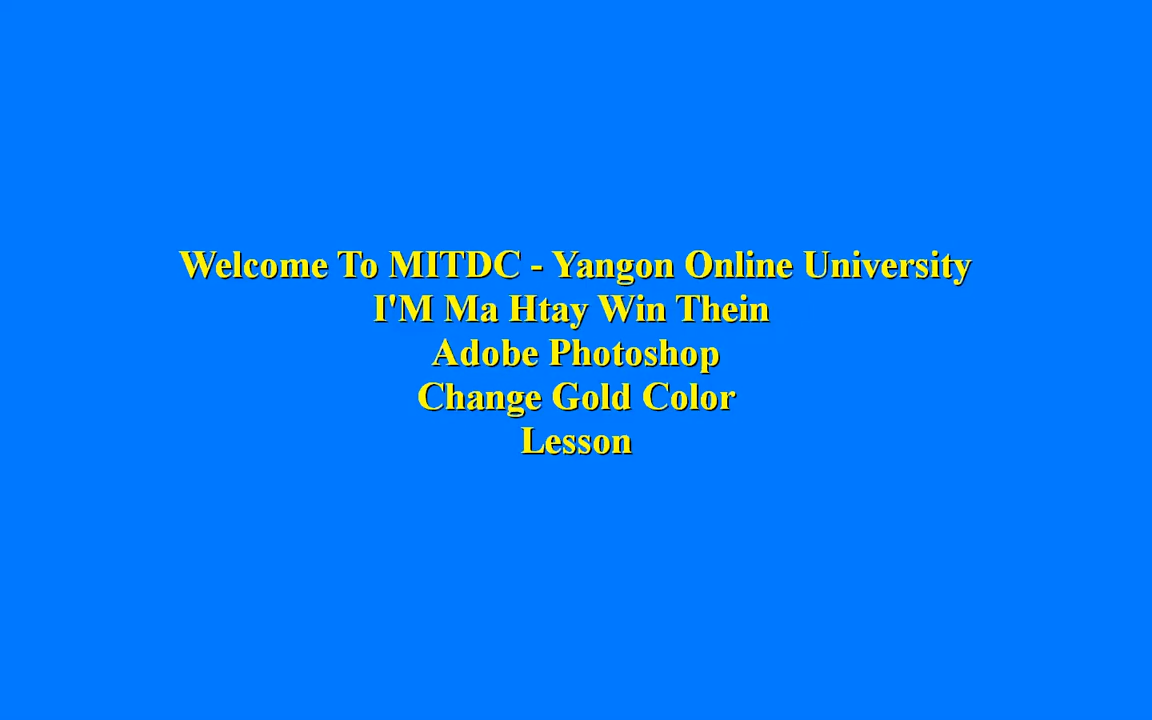 Welcome To MITDC - Yangon Online University
I'M Ma Htay Win Thein
Adobe Photoshop
Change Gold Color
Lesson